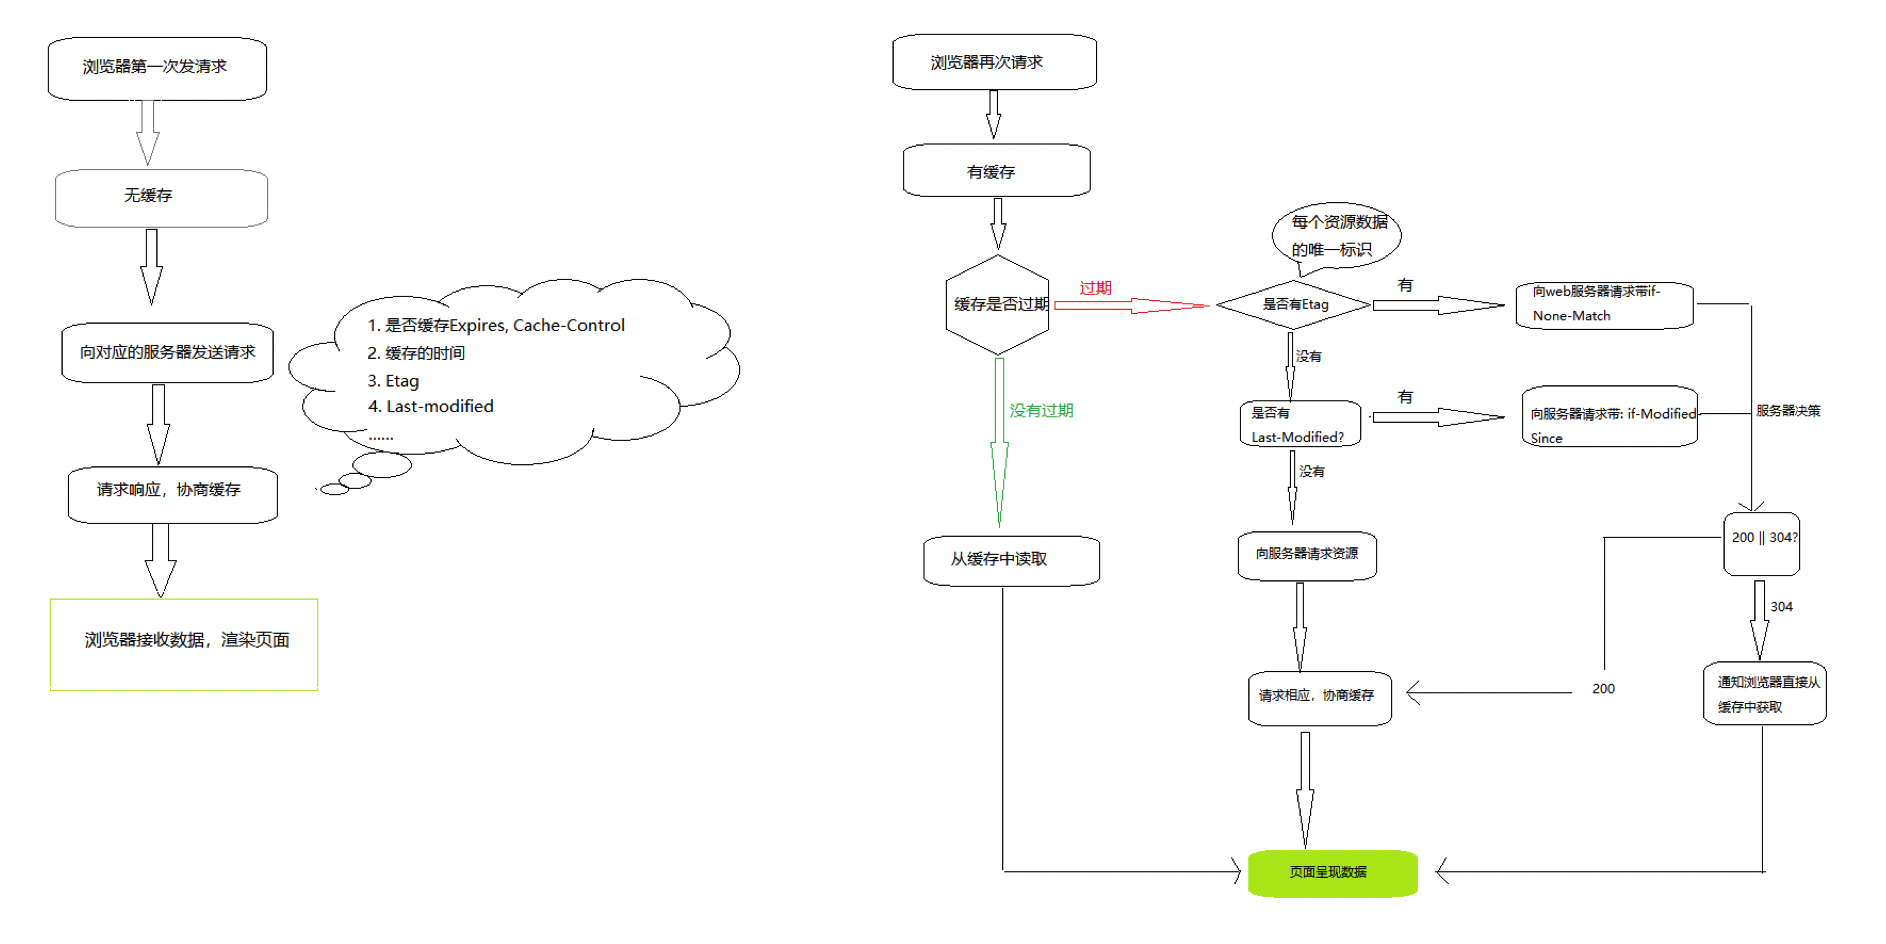 浏览器第一次发清求
无缓存
向对应的服务器发送请求
1. 是否缓存Expires, Cache-Control
2. 缓存的时间
3. Etag
4. Last-modified
......
请求响应，协商缓存
浏览器接收数据，渲染页面
浏览器再次请求
有缓存
缓存是否过期
过期
没有过期
从缓存中读取
每个资源数据
的唯一标识
是否有Etag
有
向web服务器请求带if-
None-Match
没有
是否有
Last-Modified?
有
向服务器请求带: if-Modified-
Since
服务器决策
没有
向服务器请求资源
200 || 304?
304
200
请求相应，协商缓存
通知浏览器直接从
缓存中获取
页面呈现数据